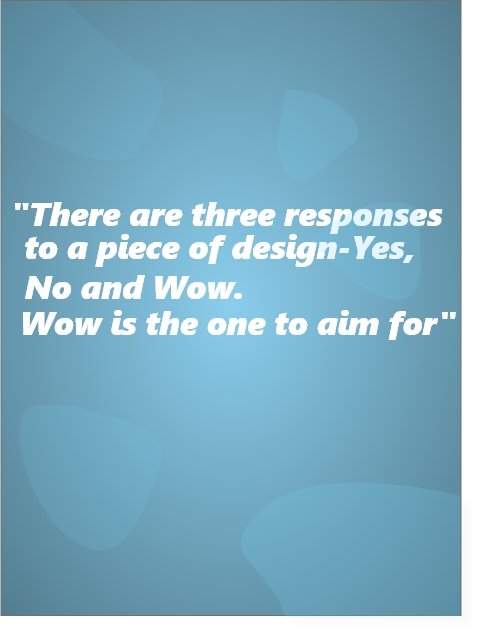 "There are three responses
to a piece of design-Yes,
No and Wow.
Wow is the one to aim for"